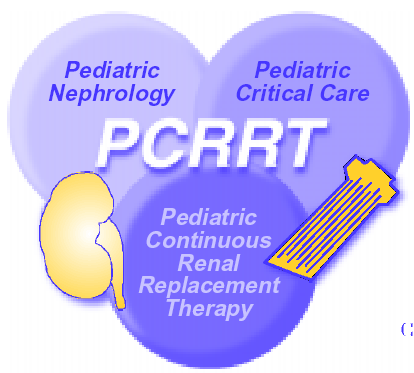 Pediatric
Nephrology
Pediatric
Critical Care
PCRRT
Pediatric
Continuous
Renal
Replacement
Therapy